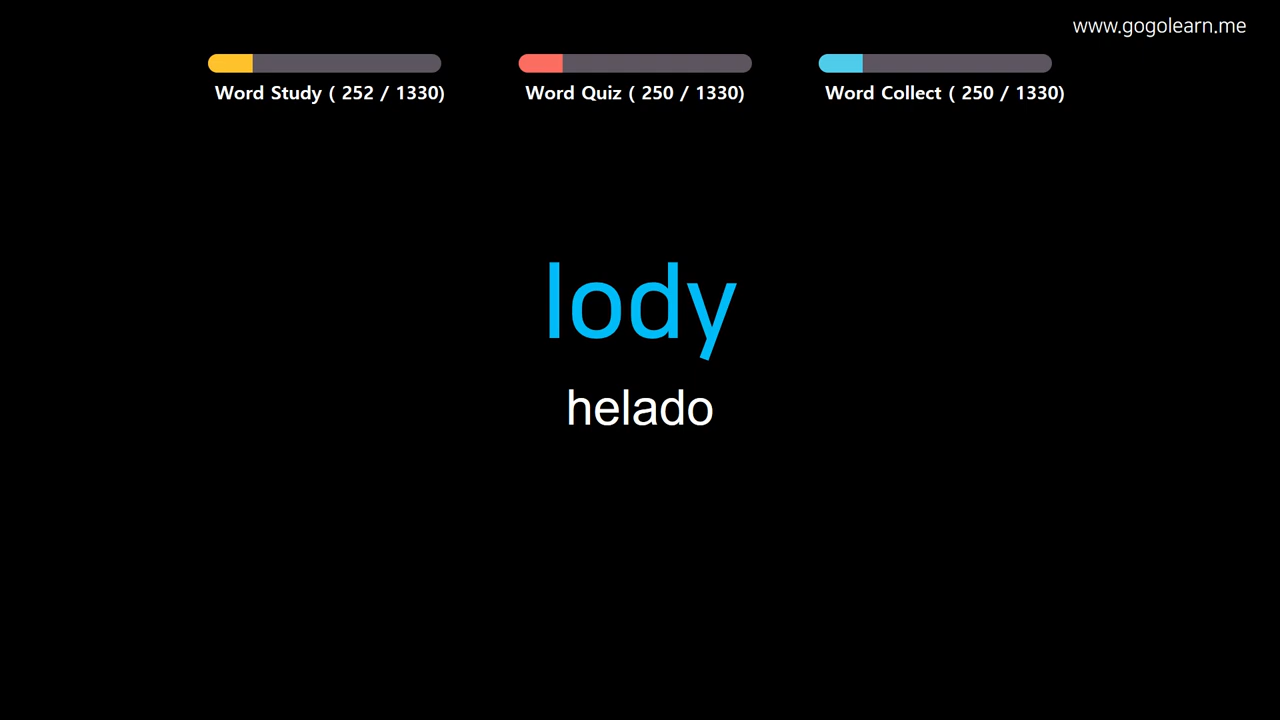 www.gogolearn.me
Word Study ( 252 / 1330)
Word Quiz ( 250 / 1330)
Word Collect ( 250 / 1330)
lody
helado